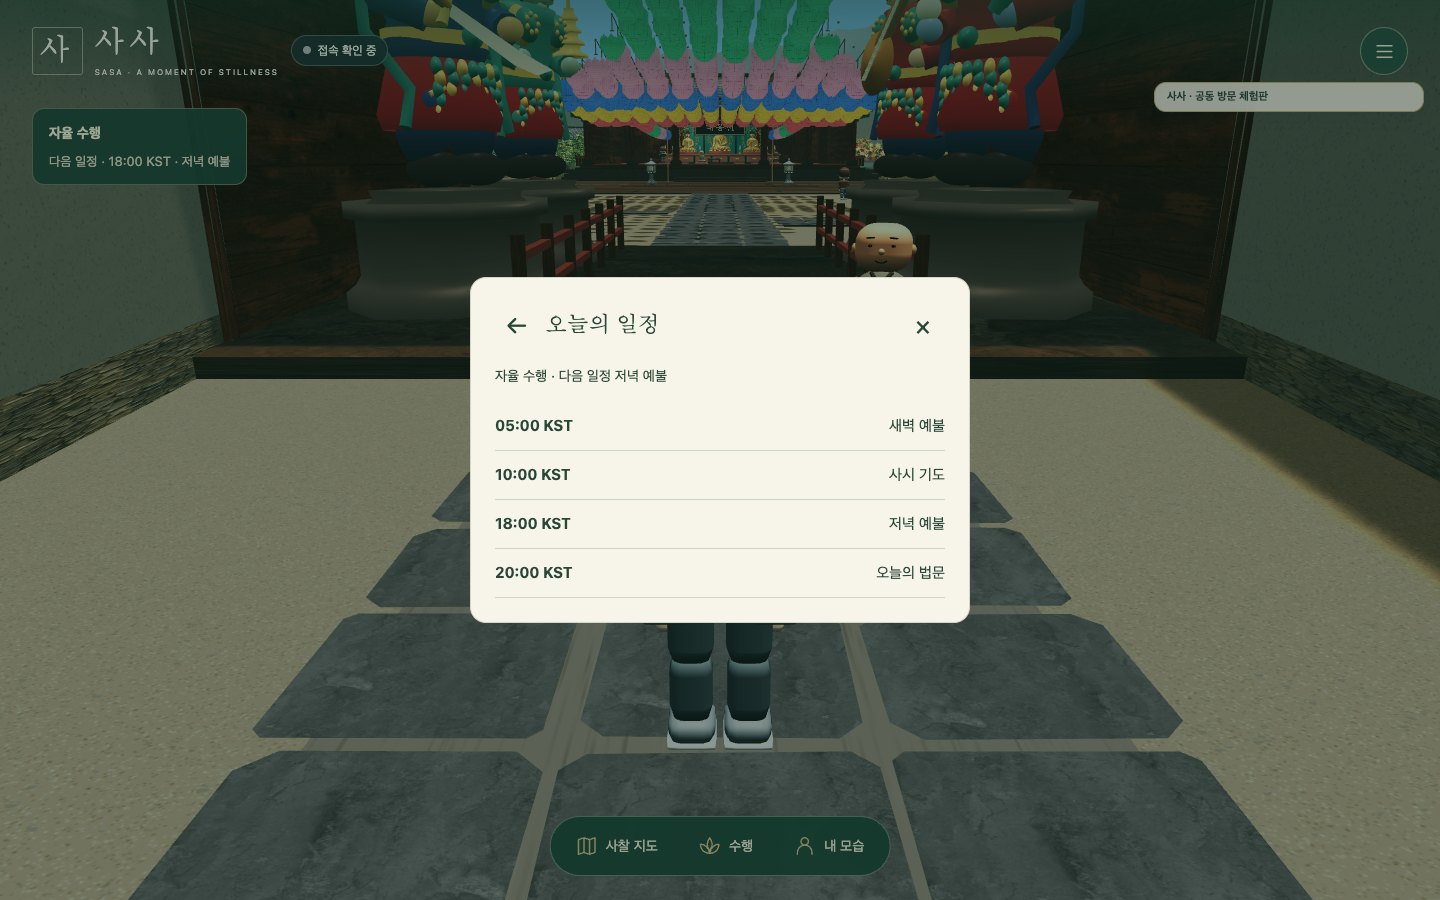 사
사사
SASA · A MOMENT OF STILLNESS
접속 확인 중
사사 · 공동 방문 체험판
자율 수행
다음 일정 · 18:00 KST · 저녁 예불
오늘의 일정
자율 수행 · 다음 일정 저녁 예불
05:00 KST 새벽 예불
10:00 KST 사시 기도
18:00 KST 저녁 예불
20:00 KST 오늘의 법문
사찰 지도
수행
내 모습